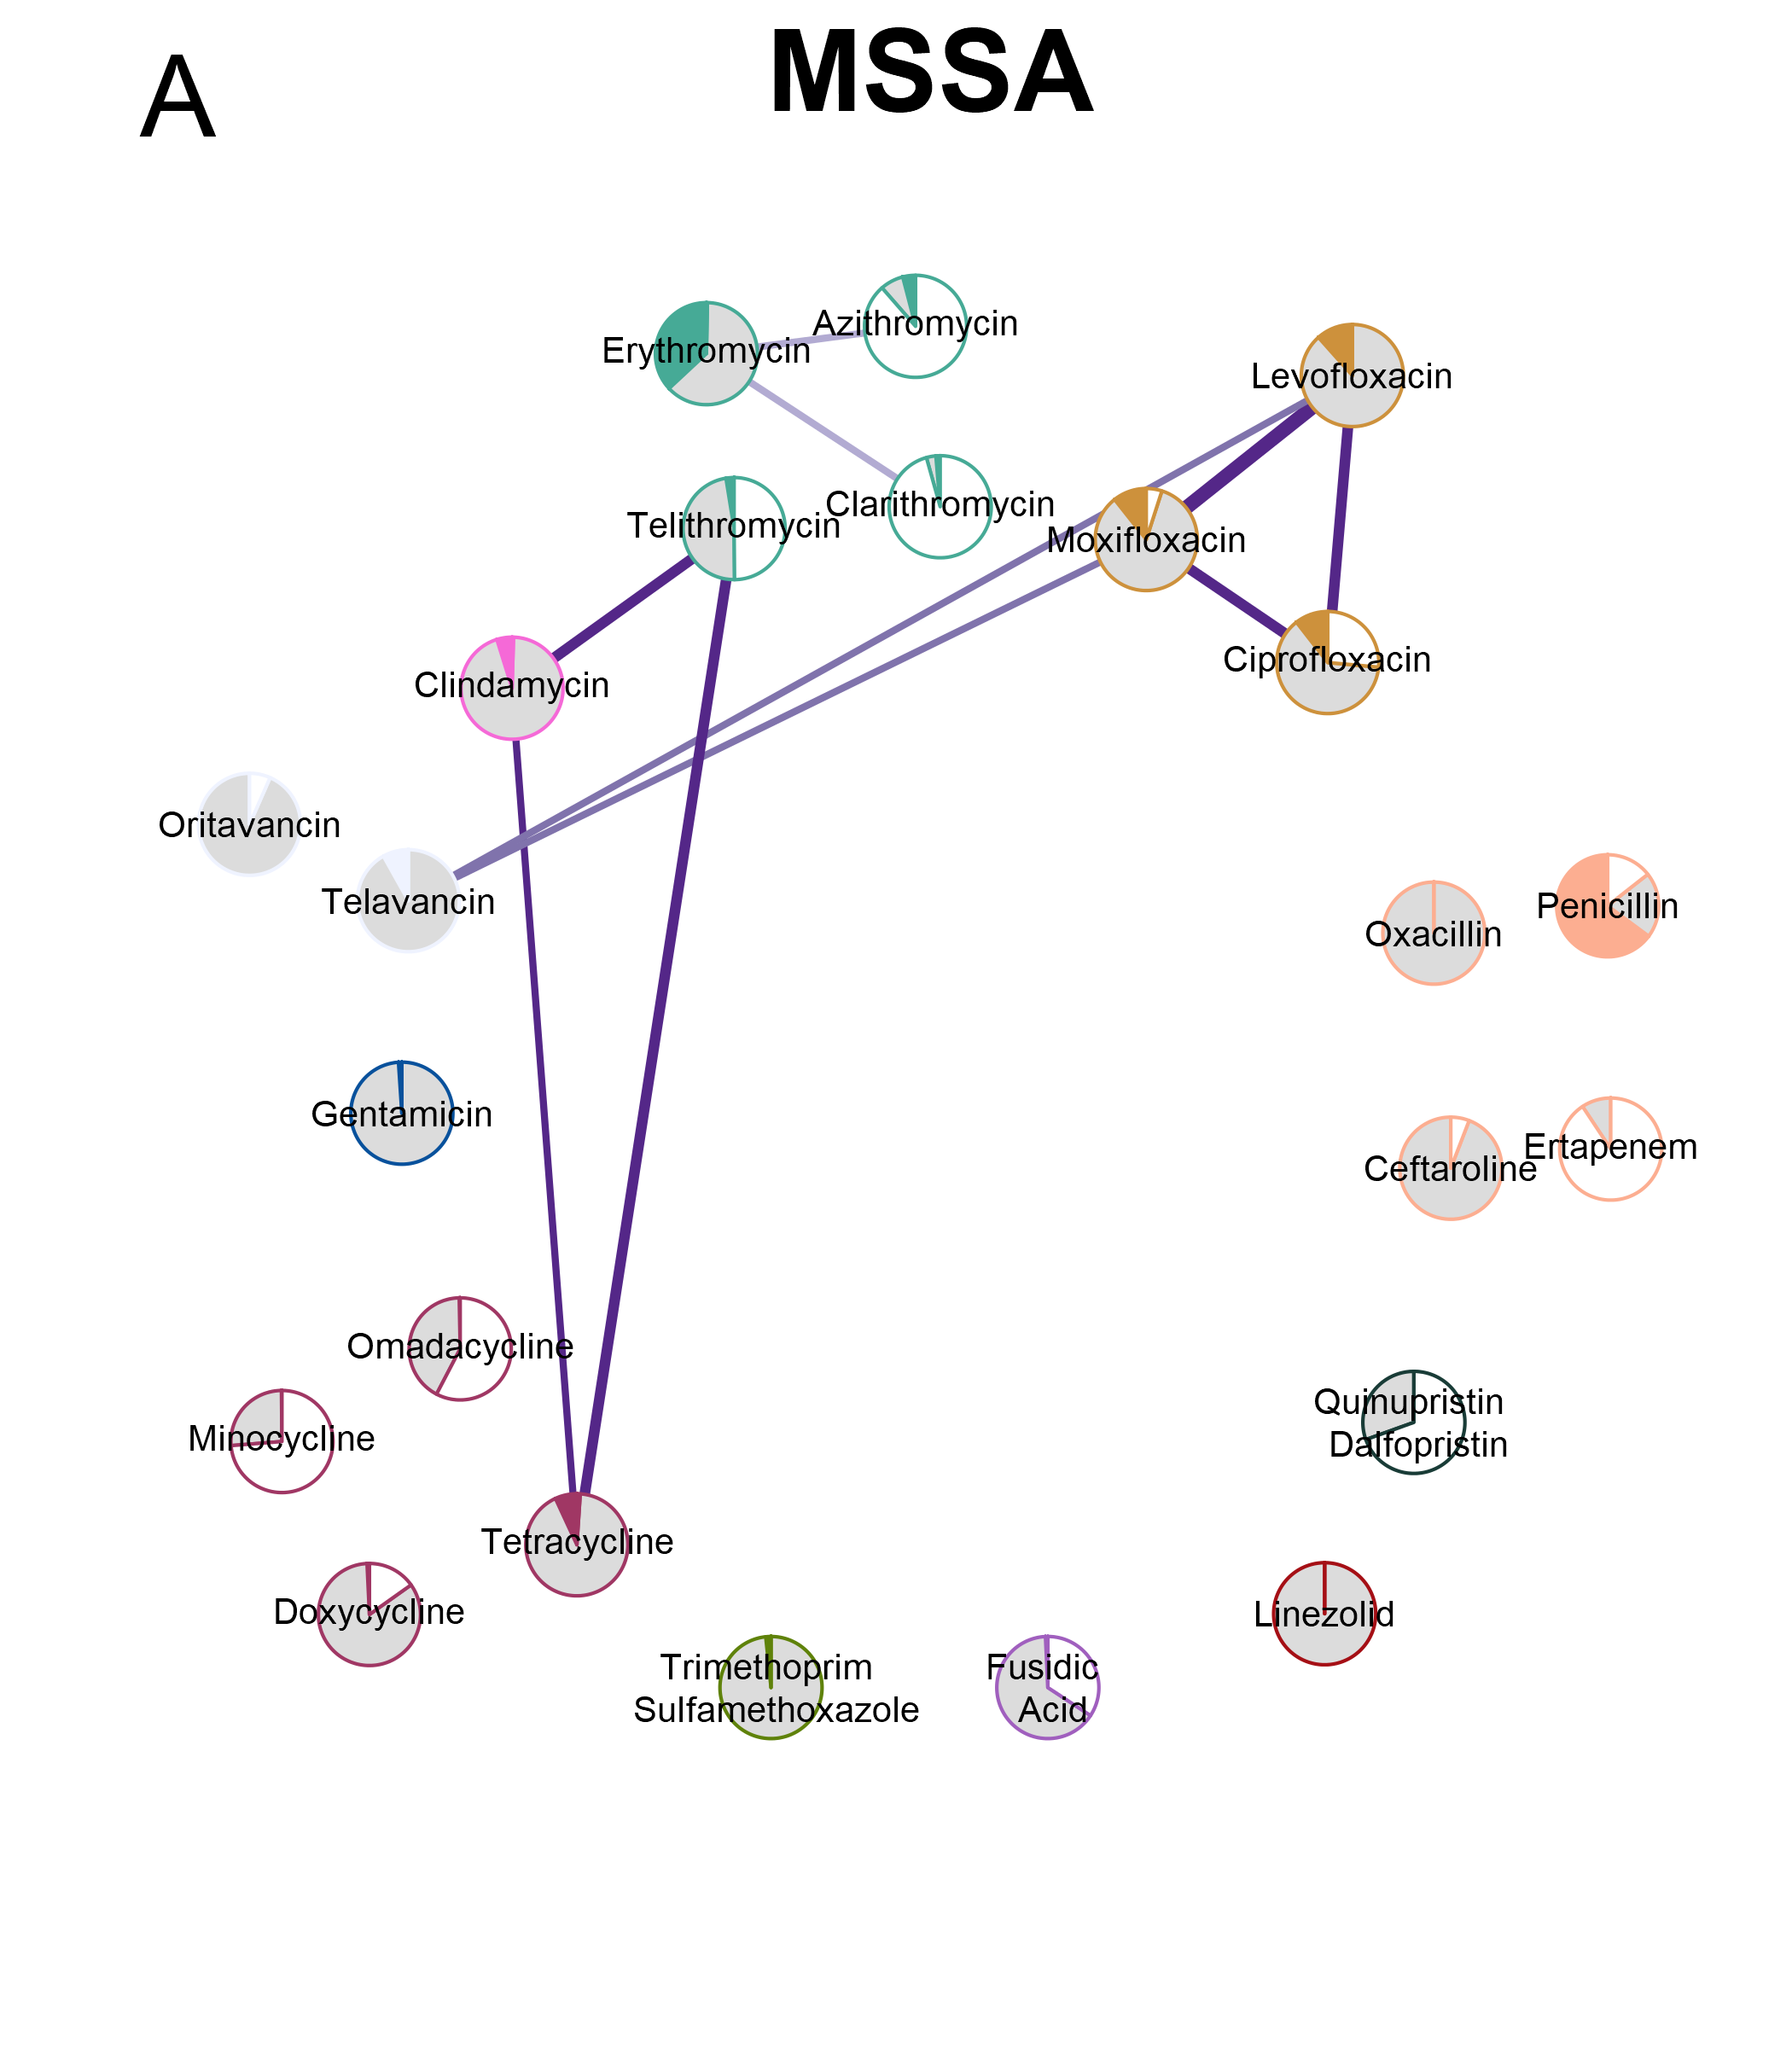 A
MSSA
Azithromycin
Erythromycin
Levofloxacin
Clarithromycin
Telithromycin
Moxifloxacin
Ciprofloxacin
Clindamycin
Oritavancin
Telavancin
Penicillin
Oxacillin
Gentamicin
Ertapenem
Ceftaroline
Omadacycline
Quinupristin
Dalfopristin
Minocycline
Tetracycline
Doxycycline
Linezolid
Trimethoprim
Sulfamethoxazole
Fusidic
Acid